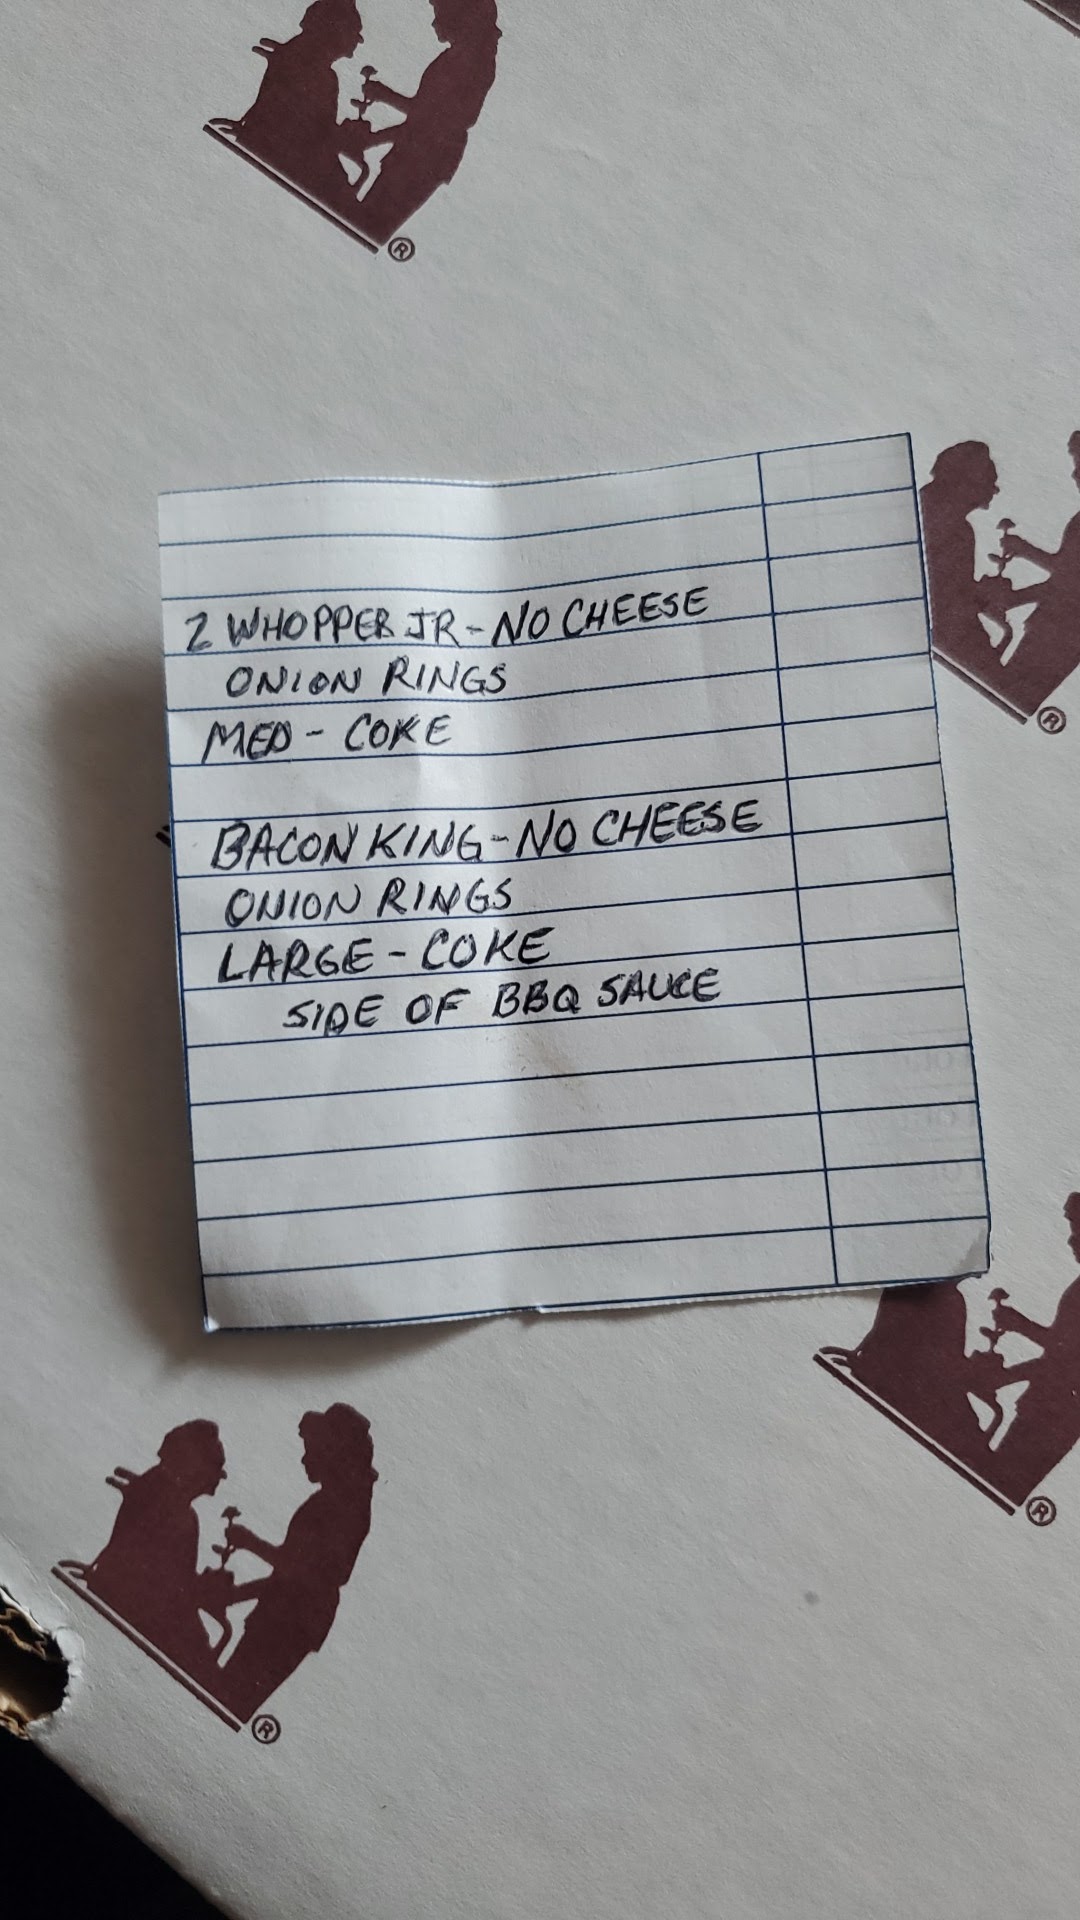 2 WHOPPER JR - NO CHEESE
ONION RINGS
MED - COKE
BACON KING - NO CHEESE
ONION RINGS
LARGE - COKE
SIDE OF BBQ SAUCE
®
®
®
®